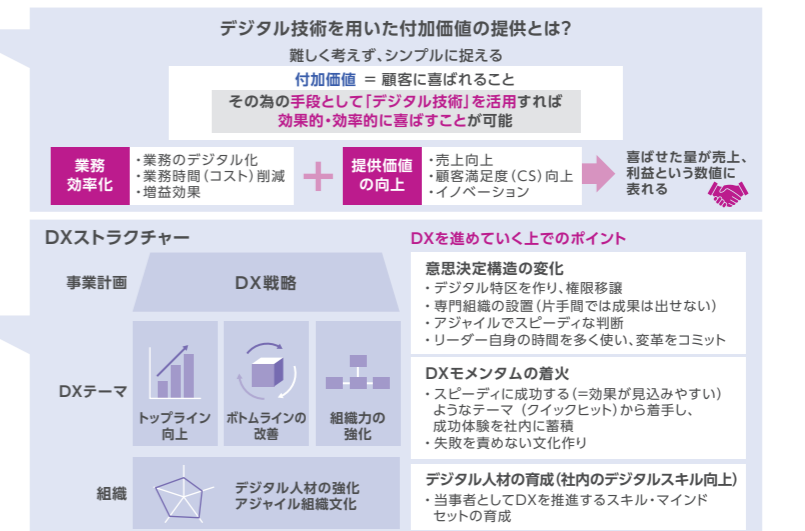 デジタル技術を用いた付加価値の提供とは?
難しく考えず、シンプルに捉える
付加価値 = 顧客に喜ばれること
その為の手段として「デジタル技術」を活用すれば
効果的・効率的に喜ばすことが可能
業務
効率化
・業務のデジタル化
・業務時間(コスト)削減
・増益効果
+
提供価値
の向上
・売上向上
・顧客満足度(CS)向上
・イノベーション
喜ばせた量が売上、
利益という数値に
表れる
DXストラクチャー
事業計画
DX戦略
DXテーマ
トップライン
向上
ボトムラインの
改善
組織力の
強化
組織
デジタル人材の強化
アジャイル組織文化
DXを進めていく上でのポイント
意思決定構造の変化
・デジタル特区を作り、権限移譲
・専門組織の設置(片手間では成果は出せない)
・アジャイルでスピーディな判断
・リーダー自身の時間を多く使い、変革をコミット
DXモメンタムの着火
・スピーディに成功する(=効果が見込みやすい)
ようなテーマ(クイックヒット)から着手し、
成功体験を社内に蓄積
・失敗を責めない文化作り
デジタル人材の育成(社内のデジタルスキル向上)
・当事者としてDXを推進するスキル・マインド
セットの育成